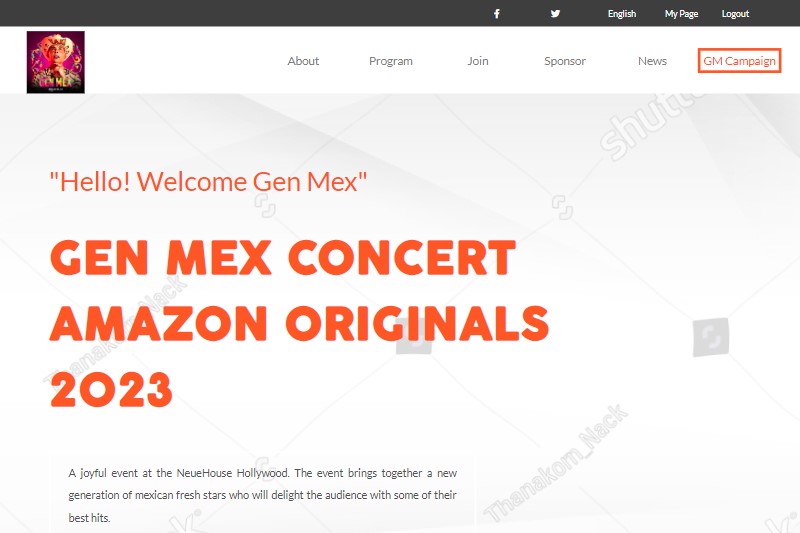 English
My Page
Logout
GEN MEX
About
Program
Join
Sponsor
News
GM Campaign
shutte
"Hello! Welcome Gen Mex"
GEN MEX CONCERT
AMAZON ORIGINALS
2023
Thanakorn_Nack
A joyful event at the NeueHouse Hollywood. The event brings together a new
generation of mexican fresh stars who will delight the audience with some of their
best hits.
Thanakorn_Nack